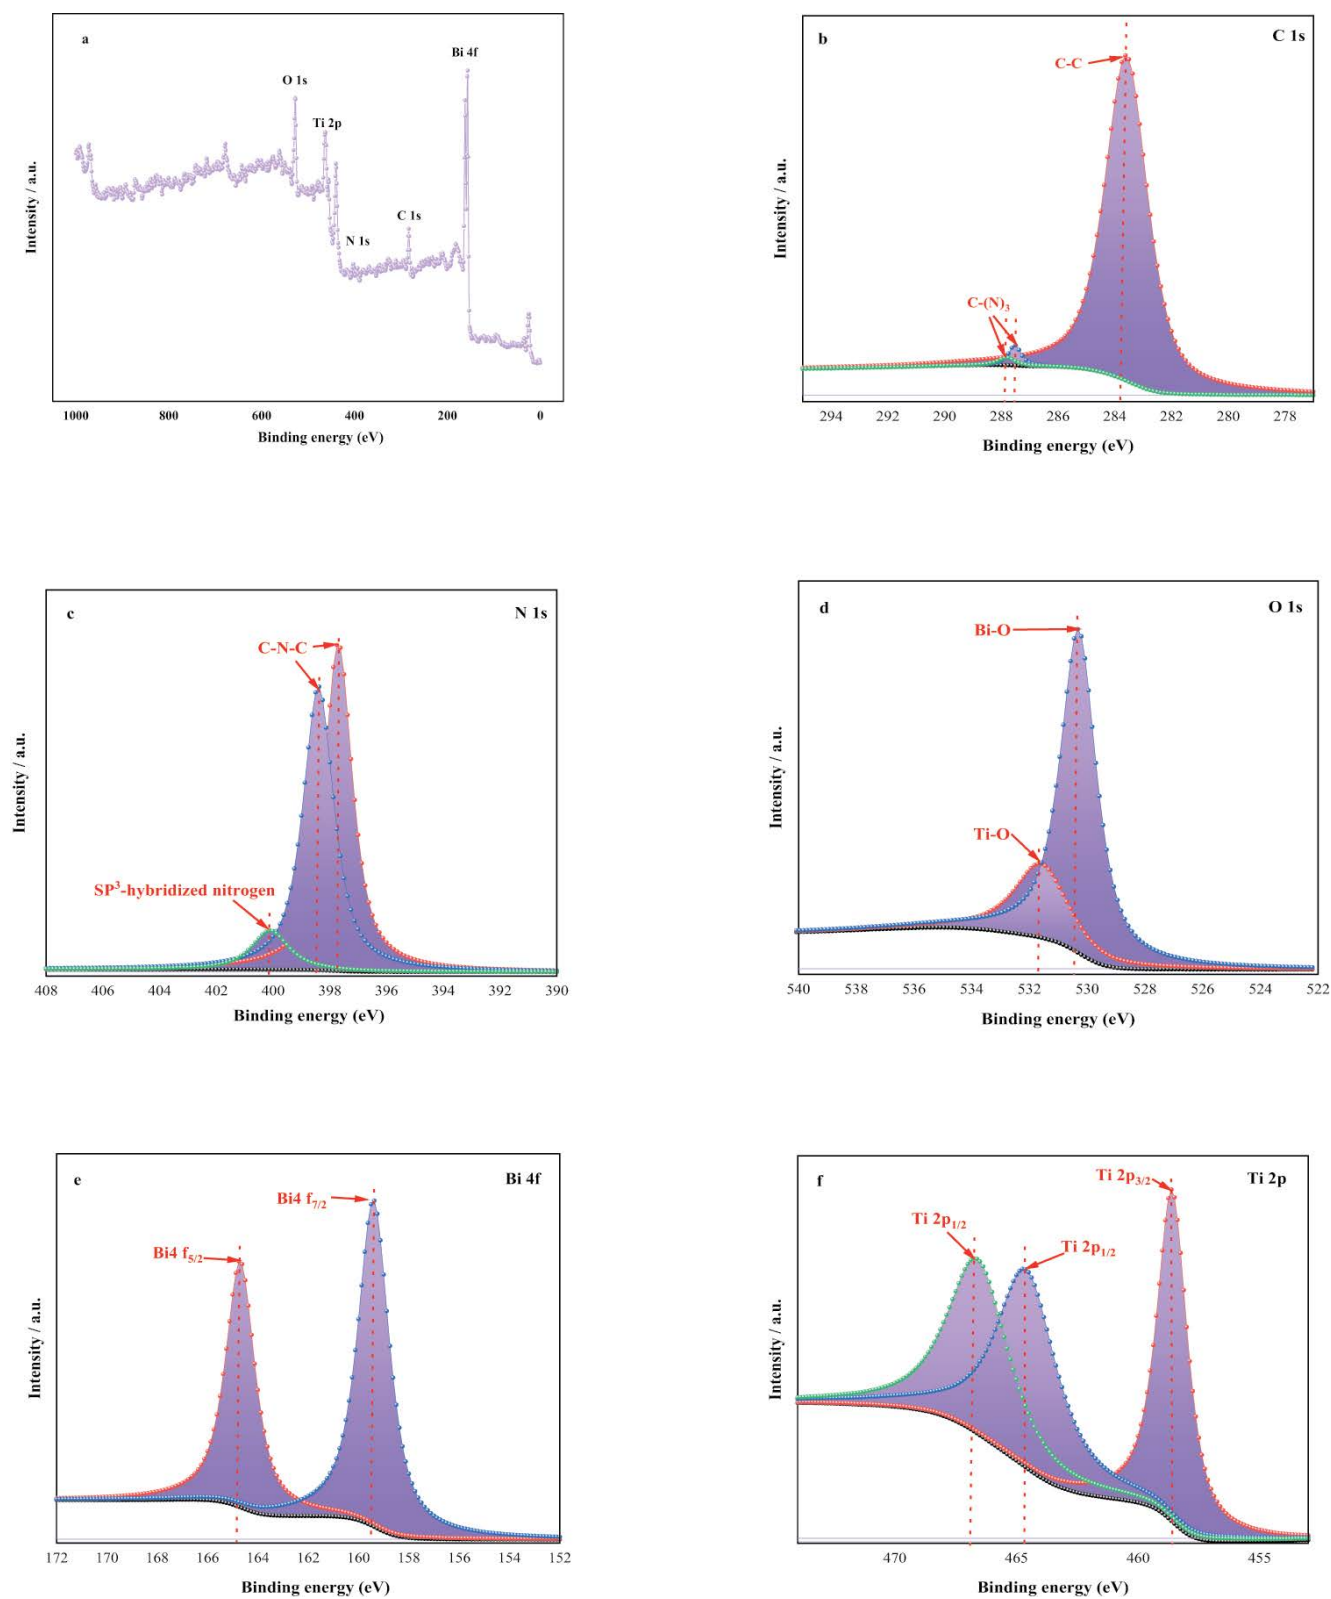 a
Bi 4f
O 1s
Ti 2p
C 1s
N 1s
Intensity / a.u.
1000 800 600 400 200 0
Binding energy (eV)
b
C 1s
C-C
C-(N)3
Intensity / a.u.
294 292 290 288 286 284 282 280 278
Binding energy (eV)
c
N 1s
C-N-C
SP3-hybridized nitrogen
Intensity / a.u.
408 406 404 402 400 398 396 394 392 390
Binding energy (eV)
d
O 1s
Bi-O
Ti-O
Intensity / a.u.
540 538 536 534 532 530 528 526 524 522
Binding energy (eV)
e
Bi 4f
Bi4 f7/2
Bi4 f5/2
Intensity / a.u.
172 170 168 166 164 162 160 158 156 154 152
Binding energy (eV)
f
Ti 2p3/2
Ti 2p
Ti 2p1/2
Ti 2p1/2
Intensity / a.u.
470 465 460 455
Binding energy (eV)